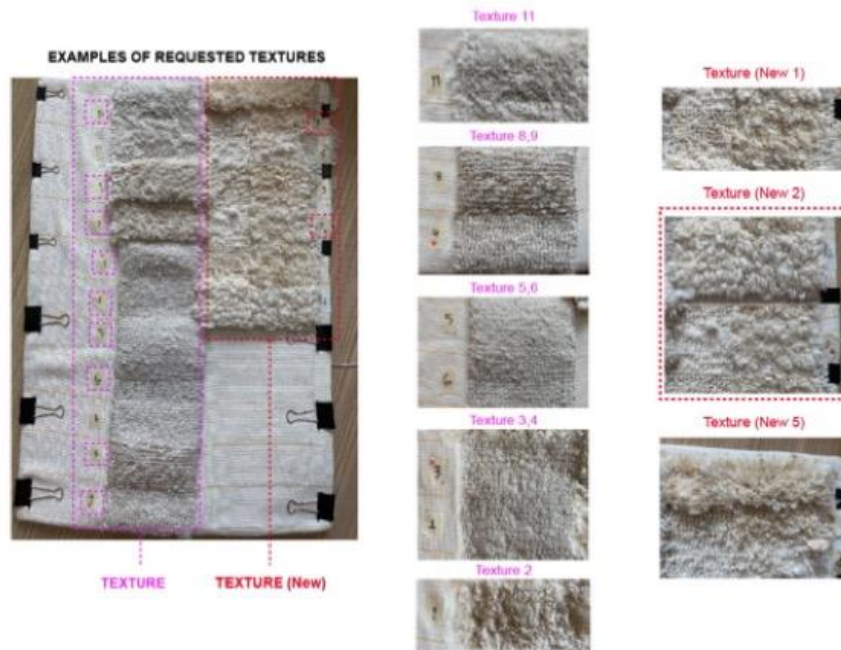 EXAMPLES OF REQUESTED TEXTURES
TEXTURE
TEXTURE (New)
Texture 11
11
Texture 8,9
8
9
Texture 5,6
5
6
Texture 3,4
3
Texture 2
Texture (New 1)
Texture (New 2)
Texture (New 5)